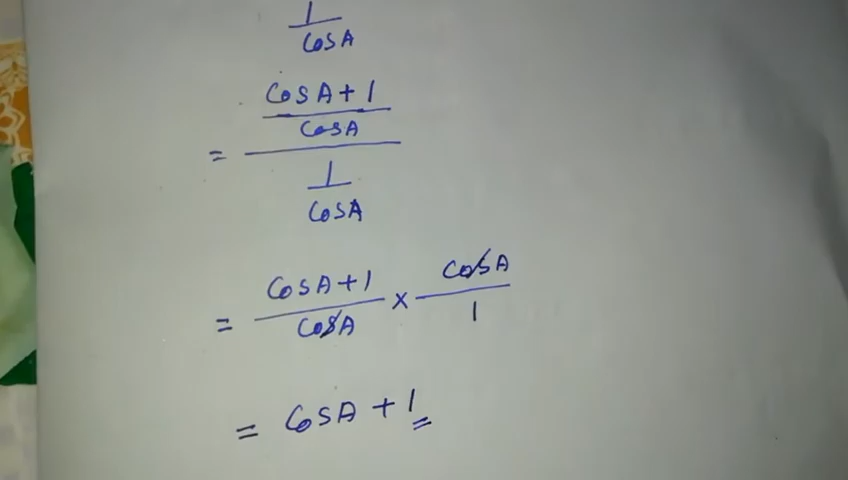 1
cosA
cosA+1
cosA
=
1
cosA
= cosA+1 × cosA
cosA 1
= cosA + 1